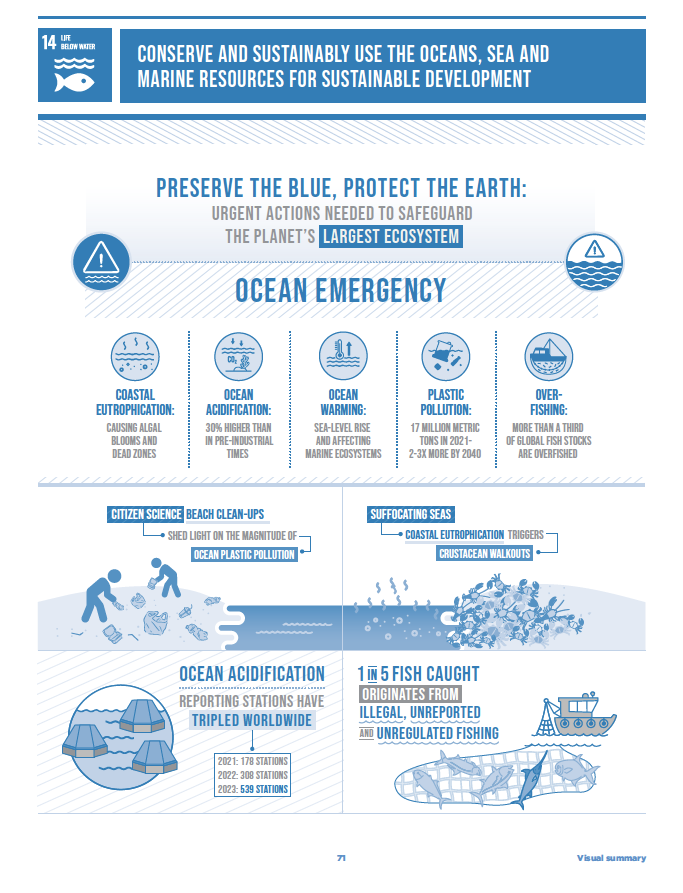 14 LIFE
BELOW WATER
CONSERVE AND SUSTAINABLY USE THE OCEANS, SEA AND
MARINE RESOURCES FOR SUSTAINABLE DEVELOPMENT
PRESERVE THE BLUE, PROTECT THE EARTH:
URGENT ACTIONS NEEDED TO SAFEGUARD
THE PLANET'S LARGEST ECOSYSTEM
OCEAN EMERGENCY
COASTAL
EUTROPHICATION:
CAUSING ALGAL
BLOOMS AND
DEAD ZONES
CO₂
OCEAN
ACIDIFICATION:
30% HIGHER THAN
IN PRE-INDUSTRIAL
TIMES
OCEAN
WARMING:
SEA-LEVEL RISE
AND AFFECTING
MARINE ECOSYSTEMS
PLASTIC
POLLUTION:
17 MILLION METRIC
TONS IN 2021-
2-3X MORE BY 2040
OVER-
FISHING:
MORE THAN A THIRD
OF GLOBAL FISH STOCKS
ARE OVERFISHED
CITIZEN SCIENCE BEACH CLEAN-UPS
SHED LIGHT ON THE MAGNITUDE OF
OCEAN PLASTIC POLLUTION
SUFFOCATING SEAS
COASTAL EUTROPHICATION TRIGGERS
CRUSTACEAN WALKOUTS
OCEAN ACIDIFICATION
REPORTING STATIONS HAVE
TRIPLED WORLDWIDE
2021: 178 STATIONS
2022: 308 STATIONS
2023: 539 STATIONS
1 IN 5 FISH CAUGHT
ORIGINATES FROM
ILLEGAL, UNREPORTED
AND UNREGULATED FISHING
71
Visual summary